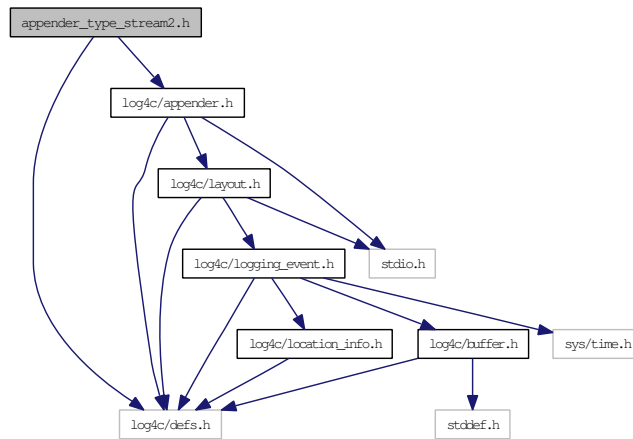 appender_type_stream2.h
log4c/appender.h
log4c/layout.h
log4c/logging_event.h
stdio.h
log4c/location_info.h
log4c/buffer.h
sys/time.h
log4c/defs.h
stddef.h